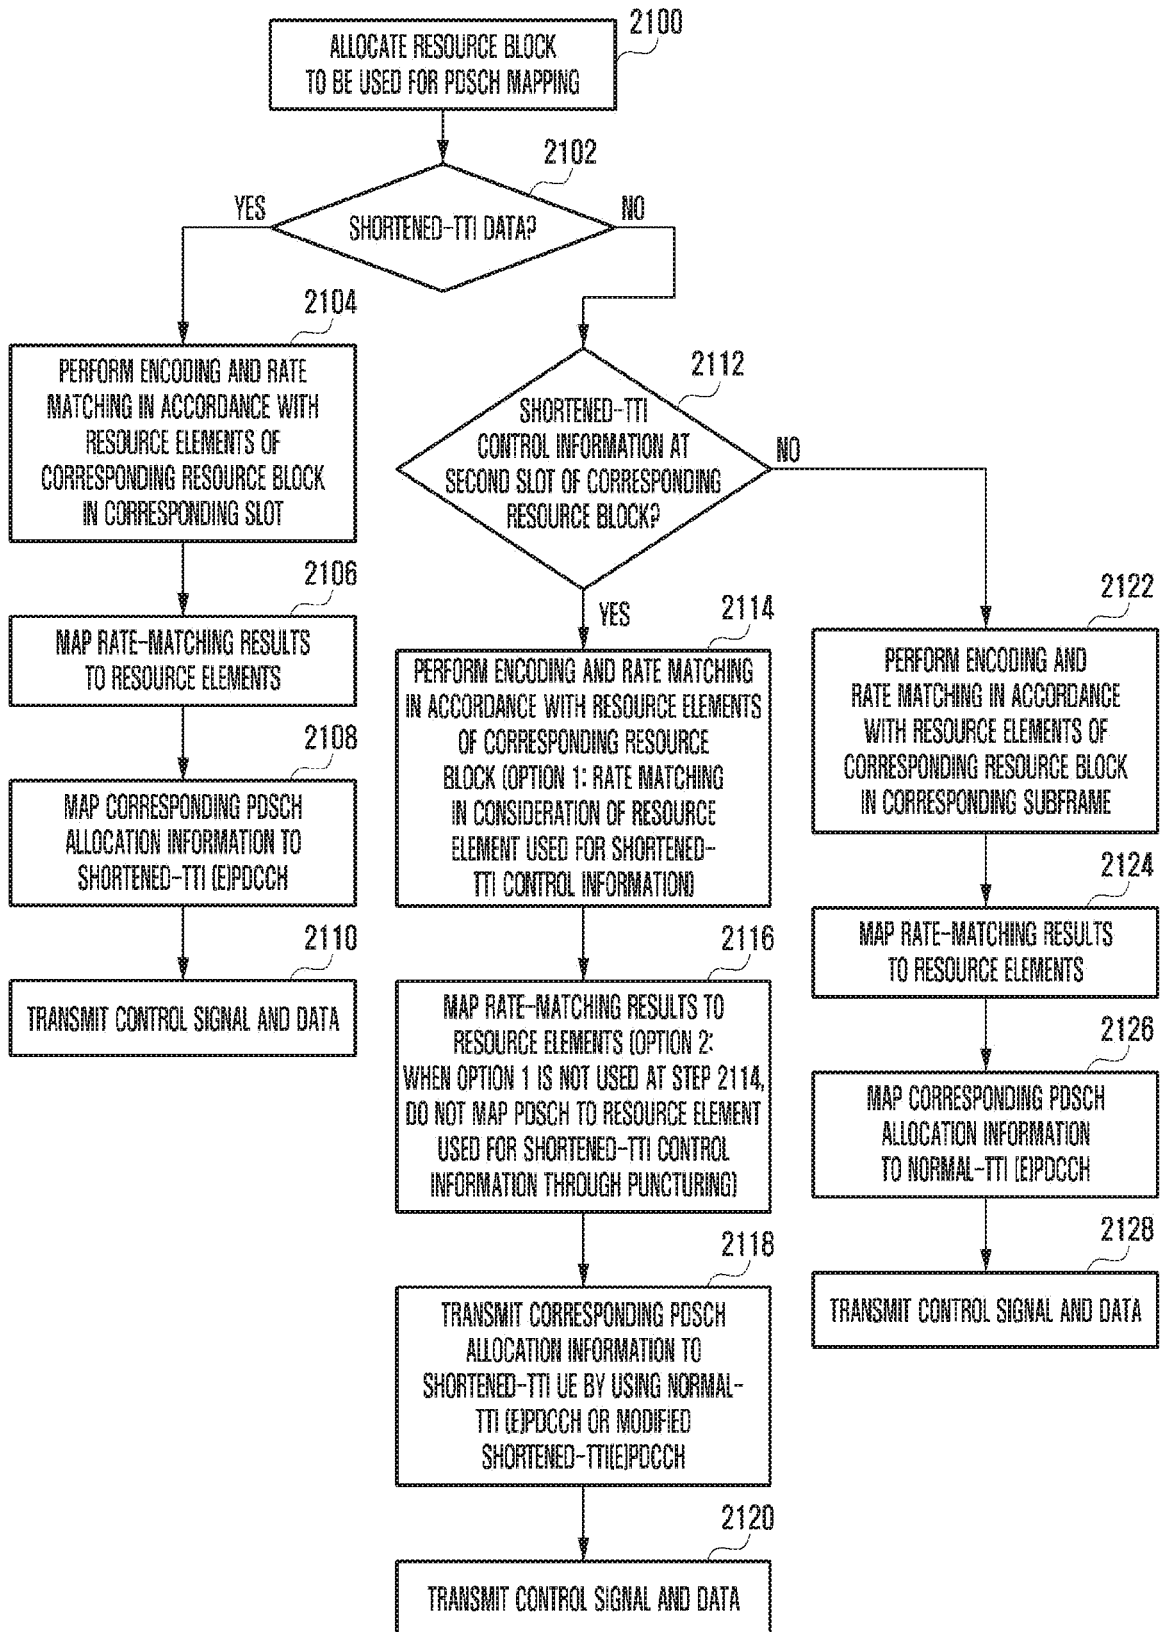 2100
ALLOCATE RESOURCE BLOCK
TO BE USED FOR PDSCH MAPPING
2102
YES
NO
SHORTENED-TTI DATA?
2104
PERFORM ENCODING AND RATE
MATCHING IN ACCORDANCE WITH
RESOURCE ELEMENTS OF
CORRESPONDING RESOURCE BLOCK
IN CORRESPONDING SLOT
2106
MAP RATE-MATCHING RESULTS
TO RESOURCE ELEMENTS
2108
MAP CORRESPONDING PDSCH
ALLOCATION INFORMATION TO
SHORTENED-TTI (E)PDCCH
2110
TRANSMIT CONTROL SIGNAL AND DATA
2112
SHORTENED-TTI
CONTROL INFORMATION AT
SECOND SLOT OF CORRESPONDING
RESOURCE BLOCK?
NO
YES
2114
PERFORM ENCODING AND RATE MATCHING
IN ACCORDANCE WITH RESOURCE ELEMENTS
OF CORRESPONDING RESOURCE
BLOCK (OPTION 1: RATE MATCHING
IN CONSIDERATION OF RESOURCE
ELEMENT USED FOR SHORTENED-
TTI CONTROL INFORMATION)
2116
MAP RATE-MATCHING RESULTS TO
RESOURCE ELEMENTS (OPTION 2:
WHEN OPTION 1 IS NOT USED AT STEP 2114,
DO NOT MAP PDSCH TO RESOURCE ELEMENT
USED FOR SHORTENED-TTI CONTROL
INFORMATION THROUGH PUNCTURING)
2118
TRANSMIT CORRESPONDING PDSCH
ALLOCATION INFORMATION TO
SHORTENED-TTI UE BY USING NORMAL-
TTI (E)PDCCH OR MODIFIED
SHORTENED-TTI(E)PDCCH
2120
TRANSMIT CONTROL SIGNAL AND DATA
2122
PERFORM ENCODING AND
RATE MATCHING IN ACCORDANCE
WITH RESOURCE ELEMENTS OF
CORRESPONDING RESOURCE BLOCK
IN CORRESPONDING SUBFRAME
2124
MAP RATE-MATCHING RESULTS
TO RESOURCE ELEMENTS
2126
MAP CORRESPONDING PDSCH
ALLOCATION INFORMATION
TO NORMAL-TTI (E)PDCCH
2128
TRANSMIT CONTROL SIGNAL AND DATA